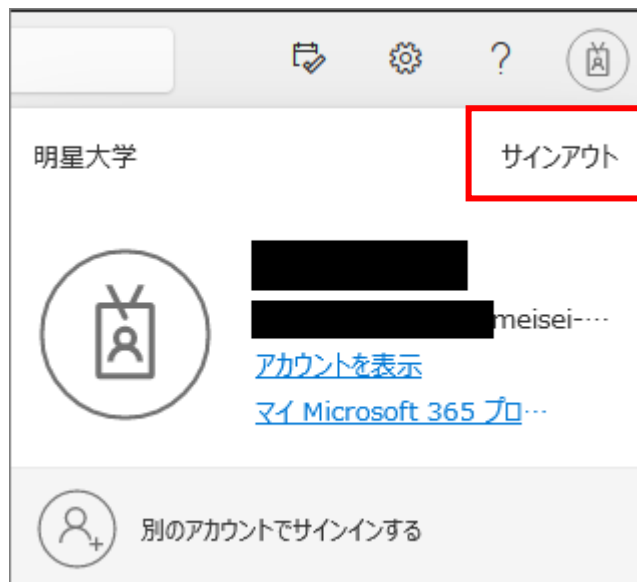 ?
明星大学
サインアウト
meisei-…
アカウントを表示
マイ Microsoft 365 プロ…
別のアカウントでサインインする